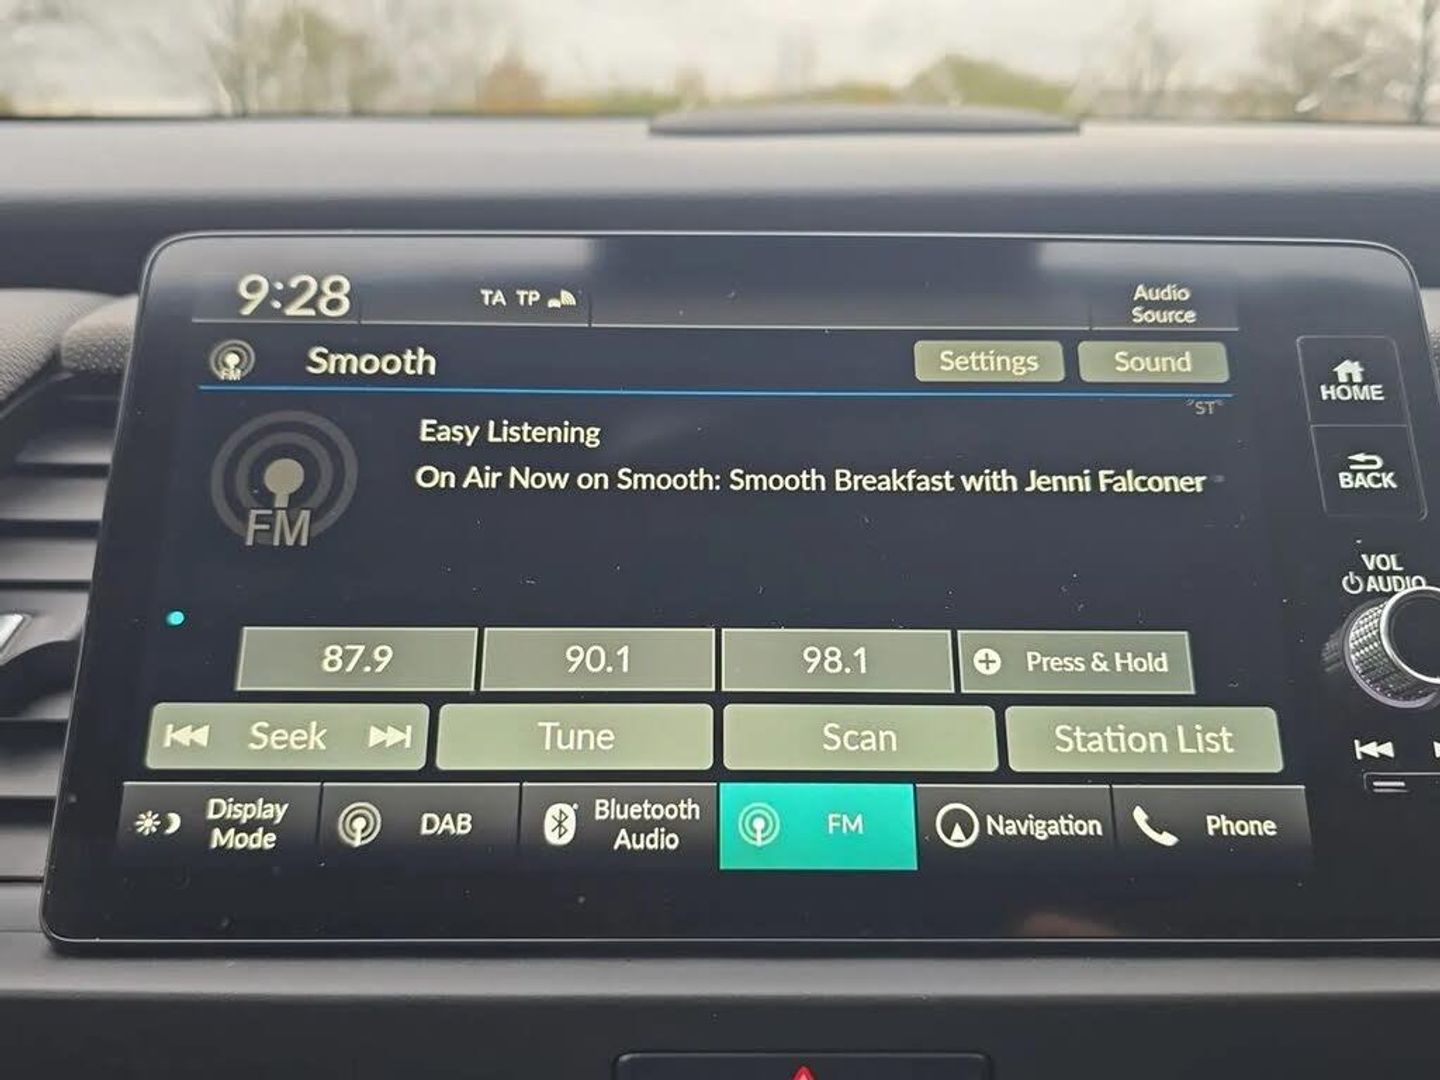 9:28
TA TP
Audio
Source
FM
Smooth
Settings
Sound
ST
HOME
Easy Listening
On Air Now on Smooth: Smooth Breakfast with Jenni Falconer
BACK
FM
VOL
AUDIO
87.9
90.1
98.1
Press & Hold
Seek
Tune
Scan
Station List
Display
Mode
DAB
Bluetooth
Audio
FM
Navigation
Phone